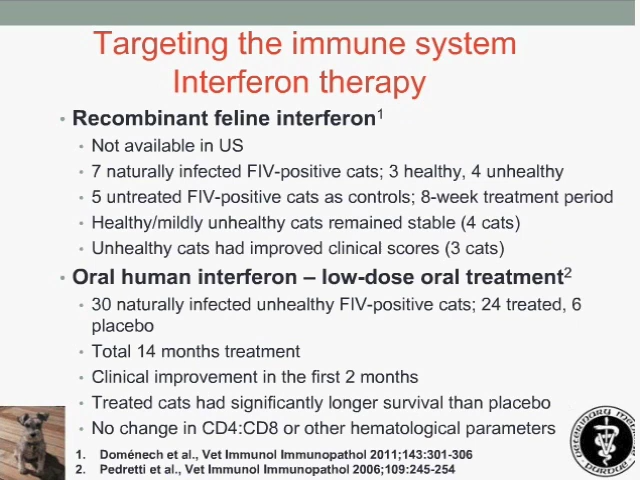 Targeting the immune system
Interferon therapy
• Recombinant feline interferon1
• Not available in US
• 7 naturally infected FIV-positive cats; 3 healthy, 4 unhealthy
• 5 untreated FIV-positive cats as controls; 8-week treatment period
• Healthy/mildly unhealthy cats remained stable (4 cats)
• Unhealthy cats had improved clinical scores (3 cats)
• Oral human interferon – low-dose oral treatment2
• 30 naturally infected unhealthy FIV-positive cats; 24 treated, 6
placebo
• Total 14 months treatment
• Clinical improvement in the first 2 months
• Treated cats had significantly longer survival than placebo
• No change in CD4:CD8 or other hematological parameters
1. Doménech et al., Vet Immunol Immunopathol 2011;143:301-306
2. Pedretti et al., Vet Immunol Immunopathol 2006;109:245-254
PURDUE